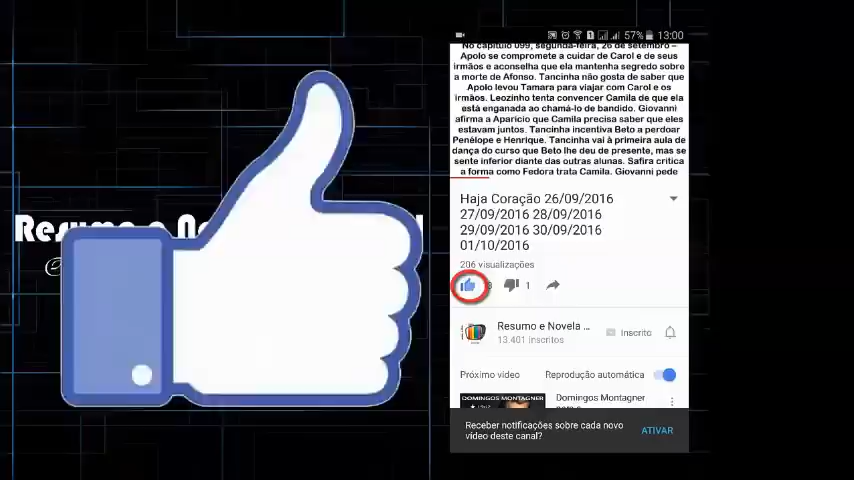 Resumo e No
57% 13:00
No capítulo 099, segunda-feira, 26 de setembro –
Apolo se compromete a cuidar de Carol e de seus
irmãos e aconselha que ela mantenha segredo sobre
a morte de Afonso. Tancinha não gosta de saber que
Apolo levou Tamara para viajar com Carol e os
irmãos. Leozinho tenta convencer Camila de que ela
está enganada ao chamá-lo de bandido. Giovanni
afirma a Aparício que Camila precisa saber que eles
estavam juntos. Tancinha incentiva Beto a perdoar
Penélope e Henrique. Tancinha vai à primeira aula de
dança do curso que Beto lhe deu de presente, mas se
sente inferior diante das outras alunas. Safira critica
a forma como Fedora trata Camila. Giovanni pede
Haja Coração 26/09/2016
27/09/2016 28/09/2016
29/09/2016 30/09/2016
01/10/2016
206 visualizações
1
Resumo e Novela ...
Inscrito
13.401 inscritos
Próximo vídeo
Reprodução automática
DOMINGOS MONTAGNER
Domingos Montagner
Receber notificações sobre cada novo
vídeo deste canal?
ATIVAR